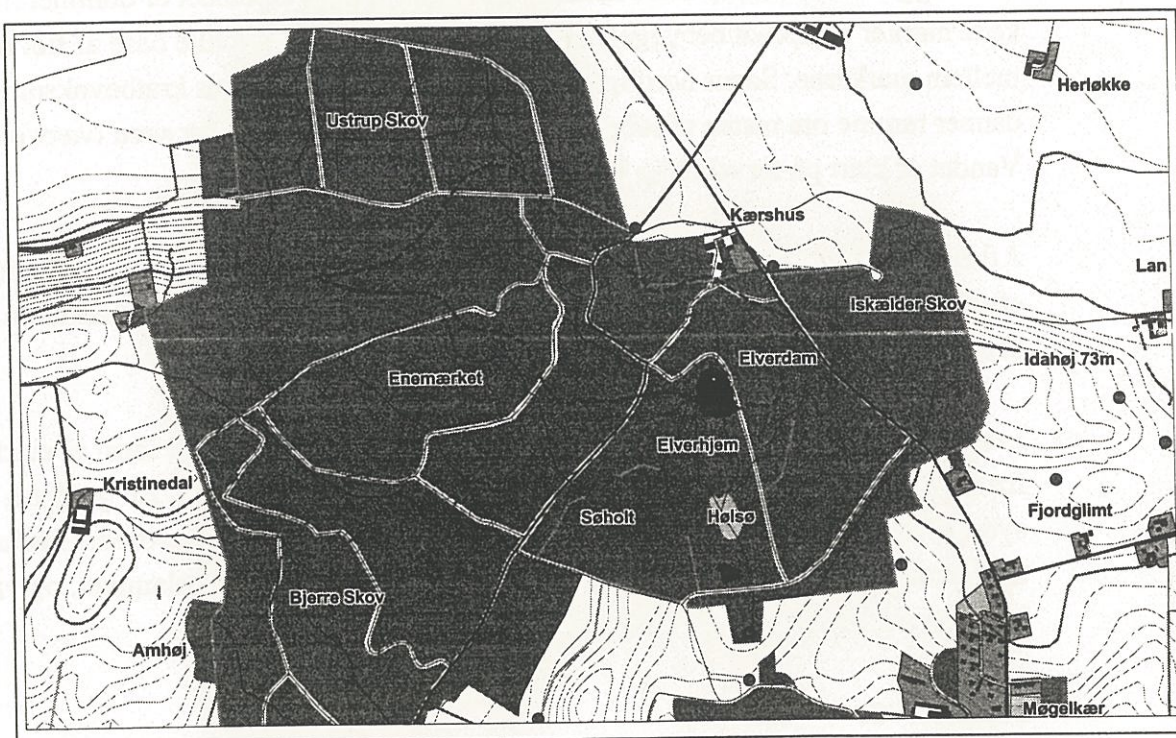 Ustrup Skov
Herløkke
Kærshus
Lan
Iskælder Skov
Idahøj 73m
Elverdam
Enemærket
Elverhjem
Kristinedal
Søholt
Hølsø
Fjordglimt
Bjerre Skov
Amhøj
Møgelkær